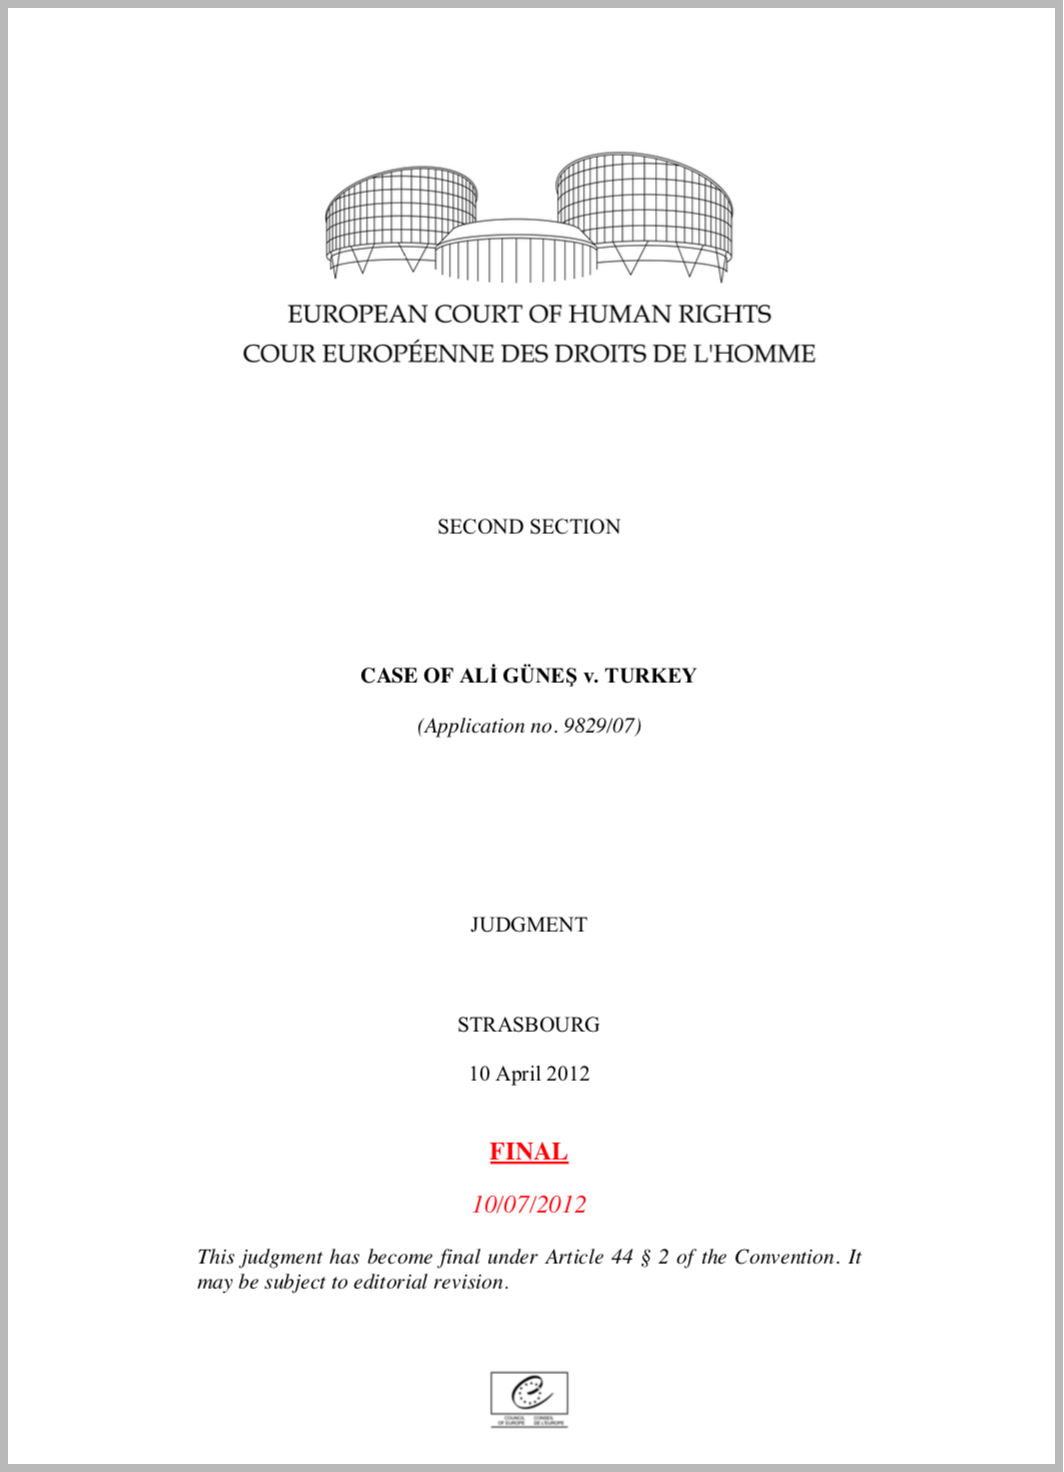 EUROPEAN COURT OF HUMAN RIGHTS
COUR EUROPÉENNE DES DROITS DE L'HOMME
SECOND SECTION
CASE OF ALİ GÜNEŞ v. TURKEY
(Application no. 9829/07)
JUDGMENT
STRASBOURG
10 April 2012
FINAL
10/07/2012
This judgment has become final under Article 44 § 2 of the Convention. It
may be subject to editorial revision.
COUNCIL CONSEIL
OF EUROPE DE L'EUROPE